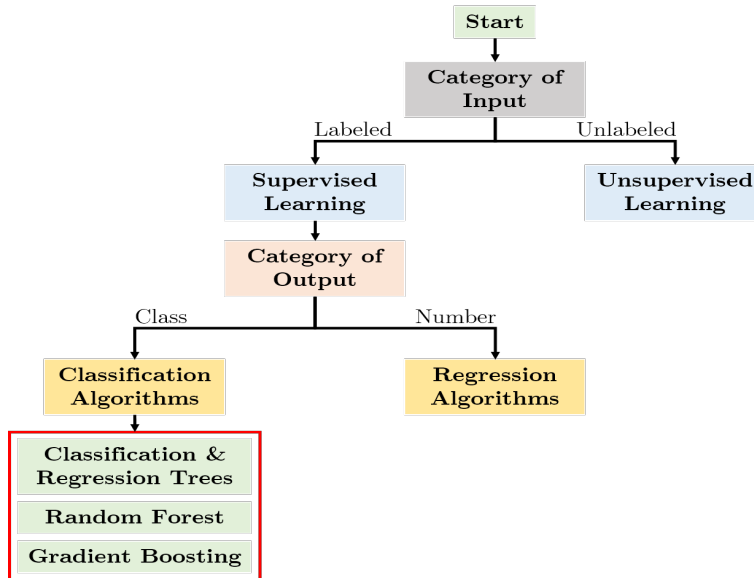 Start
Category of
Input
Labeled
Unlabeled
Supervised
Learning
Unsupervised
Learning
Category of
Output
Class
Number
Classification
Algorithms
Regression
Algorithms
Classification &
Regression Trees
Random Forest
Gradient Boosting